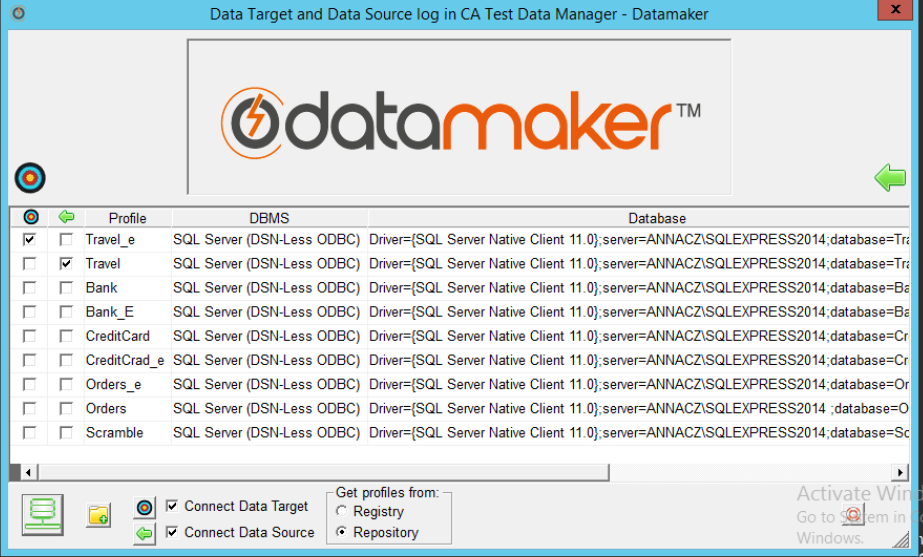 Data Target and Data Source log in CA Test Data Manager - Datamaker
x
datamaker™
Profile DBMS Database
Travel_e SQL Server (DSN-Less ODBC) Driver={SQL Server Native Client 11.0};server=ANNACZ\SQLEXPRESS2014;database=Tra
Travel SQL Server (DSN-Less ODBC) Driver={SQL Server Native Client 11.0};server=ANNACZ\SQLEXPRESS2014;database=Tra
Bank SQL Server (DSN-Less ODBC) Driver={SQL Server Native Client 11.0};server=ANNACZ\SQLEXPRESS2014;database=Ba
Bank_E SQL Server (DSN-Less ODBC) Driver={SQL Server Native Client 11.0};server=ANNACZ\SQLEXPRESS2014;database=Ba
CreditCard SQL Server (DSN-Less ODBC) Driver={SQL Server Native Client 11.0};server=ANNACZ\SQLEXPRESS2014;database=Cr
CreditCrad_e SQL Server (DSN-Less ODBC) Driver={SQL Server Native Client 11.0};server=ANNACZ\SQLEXPRESS2014;database=Cr
Orders_e SQL Server (DSN-Less ODBC) Driver={SQL Server Native Client 11.0};server=ANNACZ\SQLEXPRESS2014;database=Or
Orders SQL Server (DSN-Less ODBC) Driver={SQL Server Native Client 11.0};server=ANNACZ\SQLEXPRESS2014 ;database=O
Scramble SQL Server (DSN-Less ODBC) Driver={SQL Server Native Client 11.0};server=ANNACZ\SQLEXPRESS2014;database=Sc
Get profiles from:
Connect Data Target
Registry
Connect Data Source
Repository
Activate Wind
Go to System in
Windows.